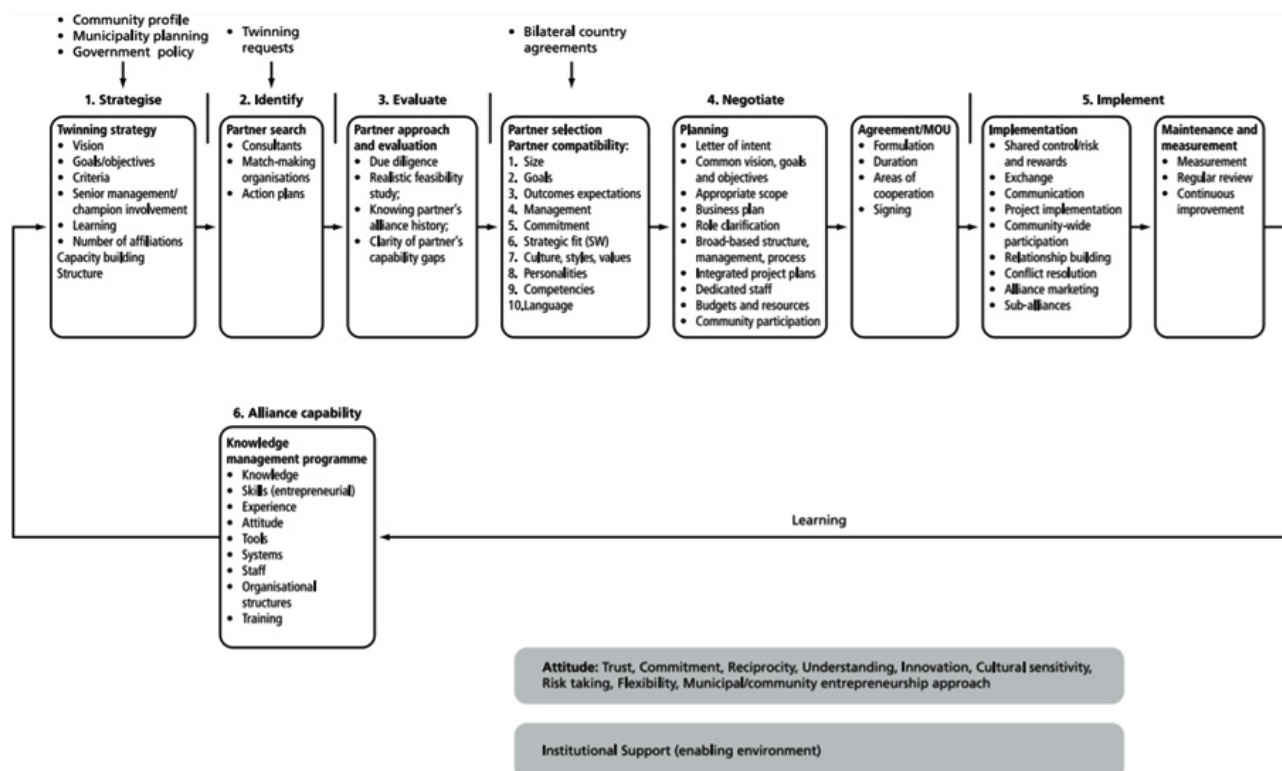 • Community profile
• Municipality planning
• Government policy
• Twinning
requests
• Bilateral country
agreements
1. Strategise
2. Identify
3. Evaluate
4. Negotiate
5. Implement
Twinning strategy
• Vision
• Goals/objectives
• Criteria
• Senior management/
champion involvement
• Learning
• Number of affiliations
Capacity building
Structure
Partner search
• Consultants
• Match-making
organisations
• Action plans
Partner approach
and evaluation
• Due diligence
• Realistic feasibility
study;
• Knowing partner's
alliance history;
• Clarity of partner's
capability gaps
Partner selection
Partner compatibility:
1. Size
2. Goals
3. Outcomes expectations
4. Management
5. Commitment
6. Strategic fit (SW)
7. Culture, styles, values
8. Personalities
9. Competencies
10.Language
Planning
• Letter of intent
• Common vision, goals
and objectives
• Appropriate scope
• Business plan
• Role clarification
• Broad-based structure,
management, process
• Integrated project plans
• Dedicated staff
• Budgets and resources
• Community participation
Agreement/MOU
• Formulation
• Duration
• Areas of
cooperation
• Signing
Implementation
• Shared control/risk
and rewards
• Exchange
• Communication
• Project implementation
• Community-wide
participation
• Relationship building
• Conflict resolution
• Alliance marketing
• Sub-alliances
Maintenance and
measurement
• Measurement
• Regular review
• Continuous
improvement
6. Alliance capability
Knowledge
management programme
• Knowledge
• Skills (entrepreneurial)
• Experience
• Attitude
• Tools
• Systems
• Staff
• Organisational
structures
• Training
Learning
Attitude: Trust, Commitment, Reciprocity, Understanding, Innovation, Cultural sensitivity,
Risk taking, Flexibility, Municipal/community entrepreneurship approach
Institutional Support (enabling environment)